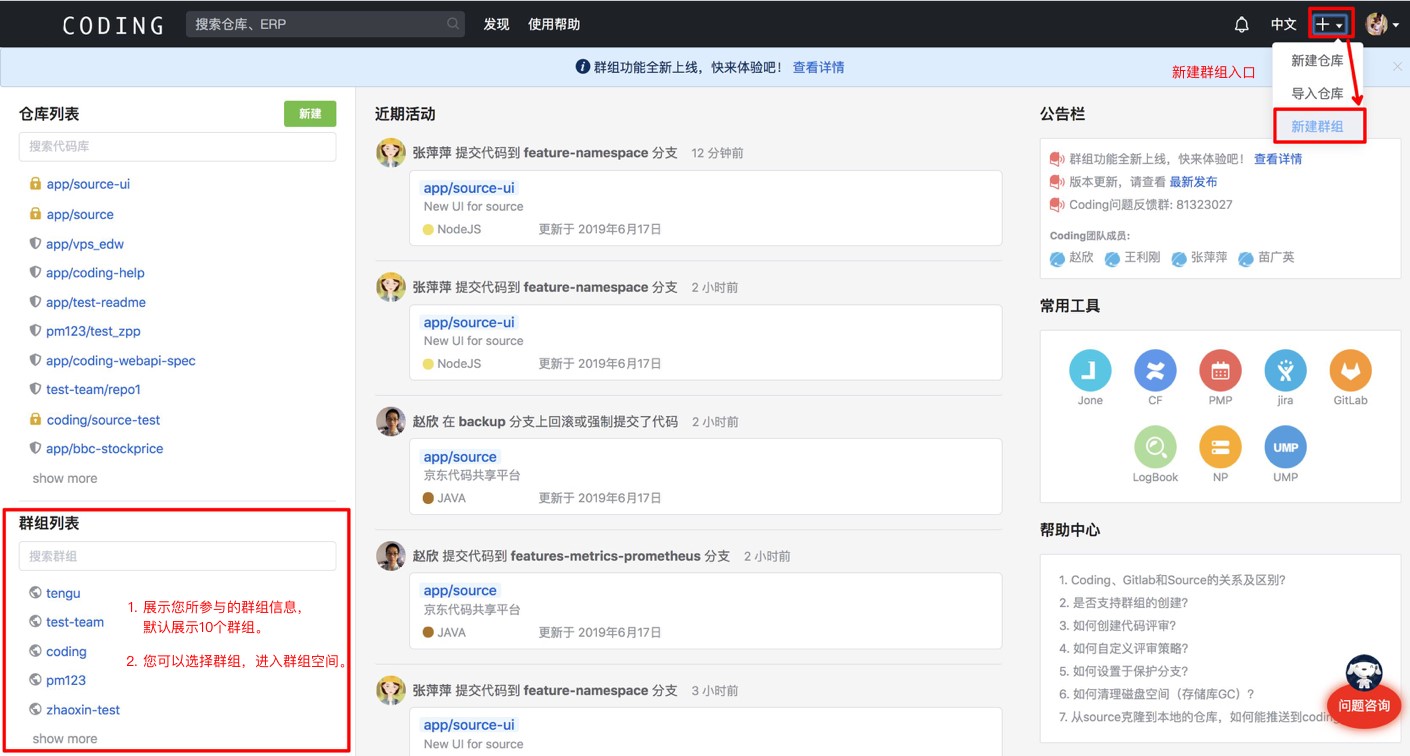 CODING
搜索仓库、ERP
发现
使用帮助
中文
群组功能全新上线，快来体验吧！ 查看详情
新建群组入口
新建仓库
导入仓库
新建群组
仓库列表
新建
搜索代码库
app/source-ui
app/source
app/vps_edw
app/coding-help
app/test-readme
pm123/test_zpp
app/coding-webapi-spec
test-team/repo1
coding/source-test
app/bbc-stockprice
show more
群组列表
搜索群组
tengu
test-team
coding
pm123
zhaoxin-test
show more
1. 展示您所参与的群组信息，
默认展示10个群组。
2. 您可以选择群组，进入群组空间。
近期活动
张萍萍 提交代码到 feature-namespace 分支 12 分钟前
app/source-ui
New UI for source
NodeJS 更新于 2019年6月17日
张萍萍 提交代码到 feature-namespace 分支 2 小时前
app/source-ui
New UI for source
NodeJS 更新于 2019年6月17日
赵欣 在 backup 分支上回滚或强制提交了代码 2 小时前
app/source
京东代码共享平台
JAVA 更新于 2019年6月17日
赵欣 提交代码到 features-metrics-prometheus 分支 2 小时前
app/source
京东代码共享平台
JAVA 更新于 2019年6月17日
张萍萍 提交代码到 feature-namespace 分支 3 小时前
app/source-ui
New UI for source
公告栏
群组功能全新上线，快来体验吧！ 查看详情
版本更新，请查看 最新发布
Coding问题反馈群: 81323027
Coding团队成员:
赵欣 王利刚 张萍萍 苗广英
常用工具
Jone CF PMP jira GitLab
UMP
LogBook NP UMP
帮助中心
1. Coding、Gitlab和Source的关系及区别?
2. 是否支持群组的创建?
3. 如何创建代码评审?
4. 如何自定义评审策略?
5. 如何设置于保护分支?
6. 如何清理磁盘空间（存储库GC）?
7. 从source克隆到本地的仓库，如何能推送到coding
问题咨询